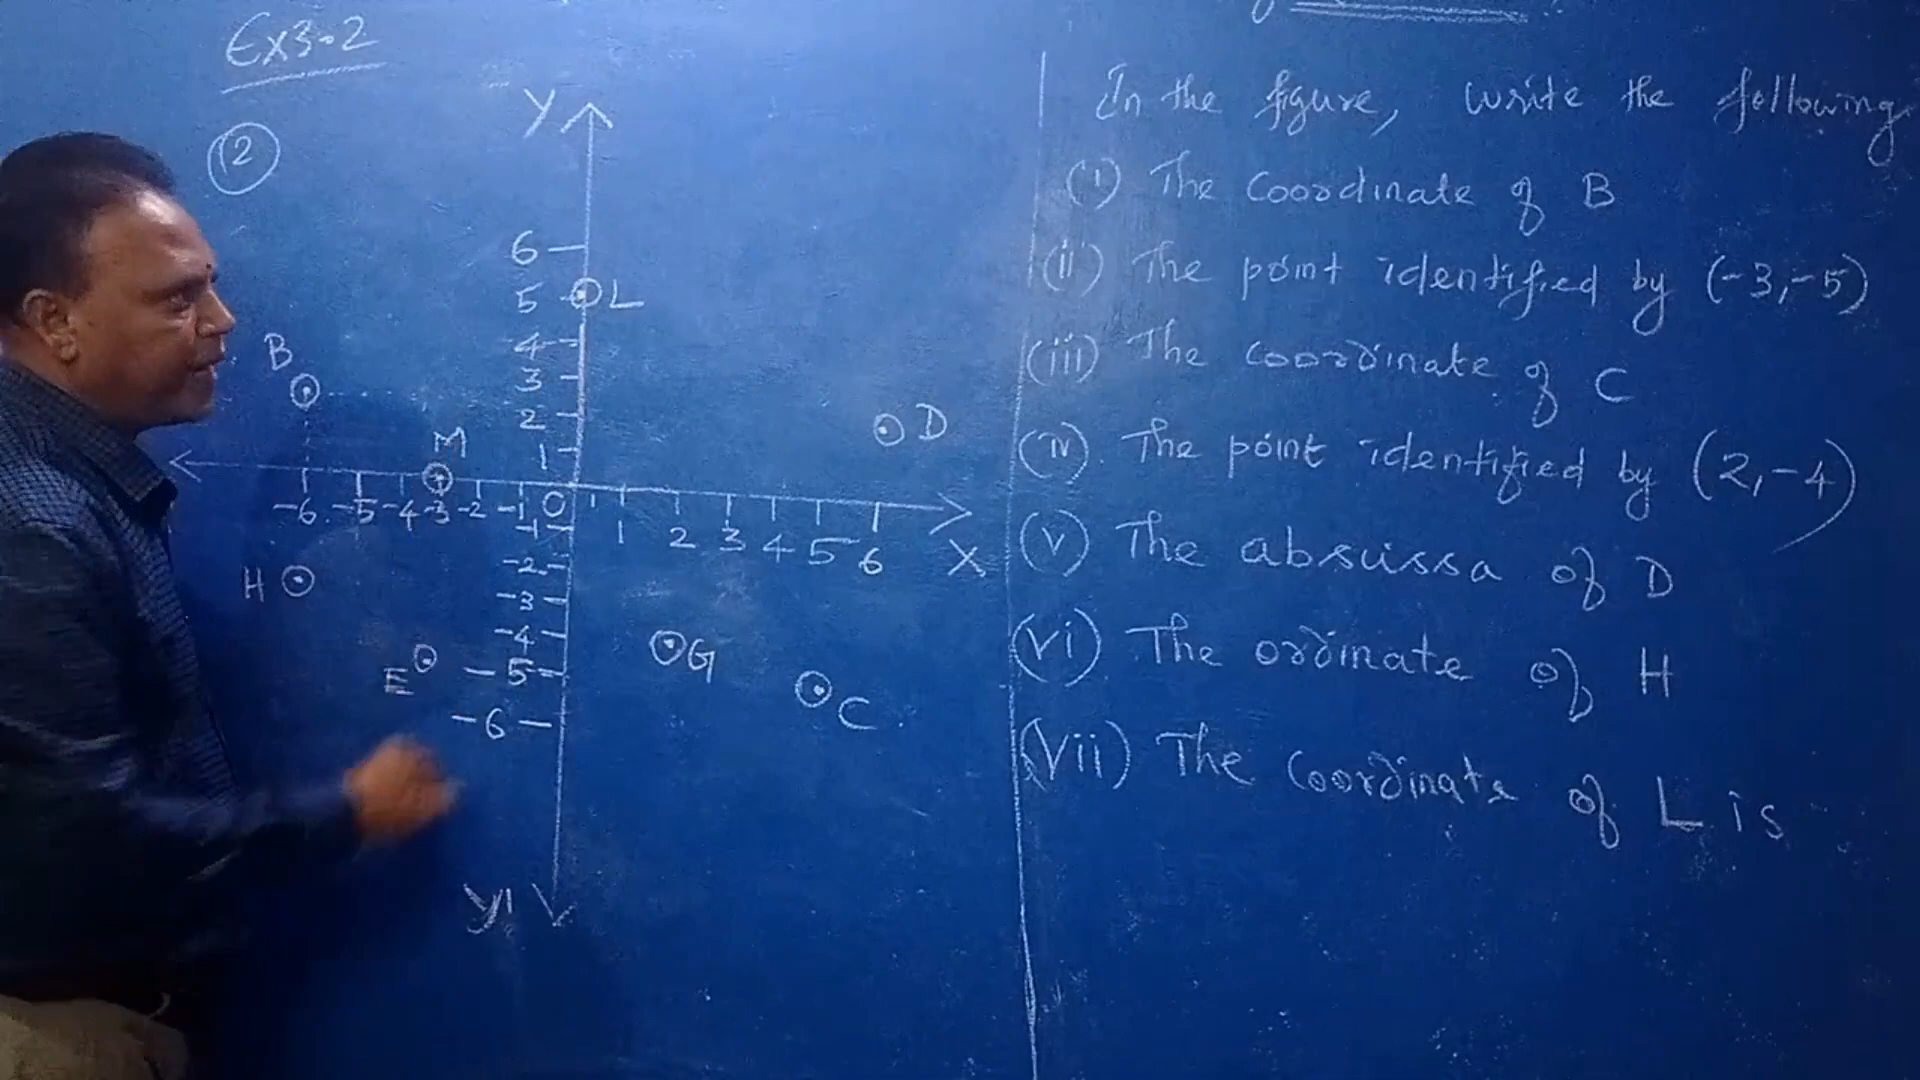 Ex3.2
(2)
Y
6
5 L
4
3
2
1
B
M
D
-6 -5 -4 -3 -2 -1 O 1 2 3 4 5 6 X
-1
-2
-3
-4
-5
-6
H
E
G
C
Y'
In the figure, write the following
(i) The coordinate of B
(ii) The point identified by (-3,-5)
(iii) The coordinate of C
(iv). The point identified by (2,-4)
(v) The abscissa of D
(vi) The ordinate of H
(vii) The coordinate of L is